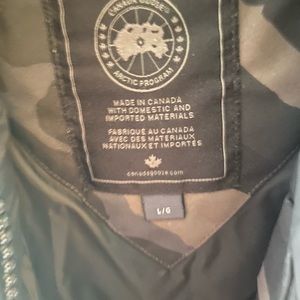 CANADA GOOSE
ARCTIC PROGRAM
MADE IN CANADA
WITH DOMESTIC AND
IMPORTED MATERIALS
FABRIQUÉ AU CANADA
AVEC DES MATÉRIAUX
NATIONAUX ET IMPORTÉS
canadagoose.com
L/G